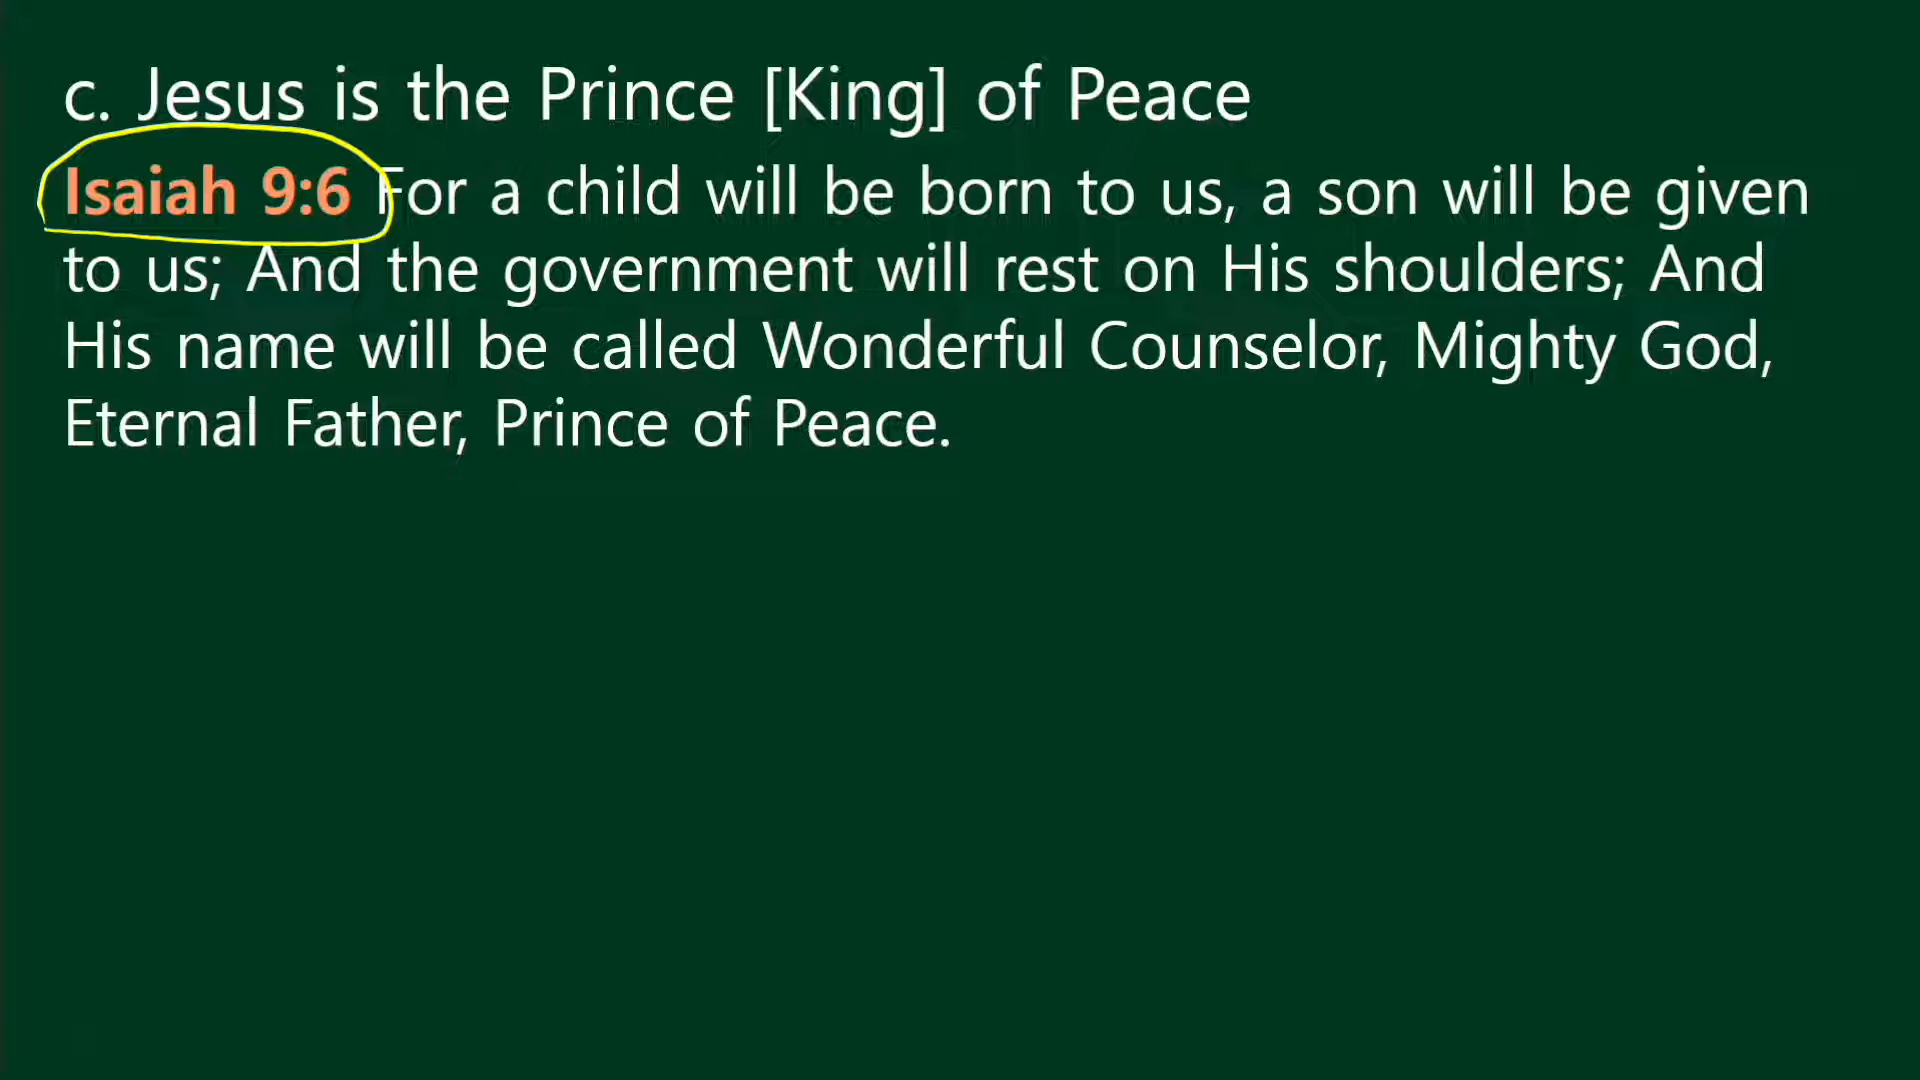 c. Jesus is the Prince [King] of Peace
Isaiah 9:6 For a child will be born to us, a son will be given
to us; And the government will rest on His shoulders; And
His name will be called Wonderful Counselor, Mighty God,
Eternal Father, Prince of Peace.